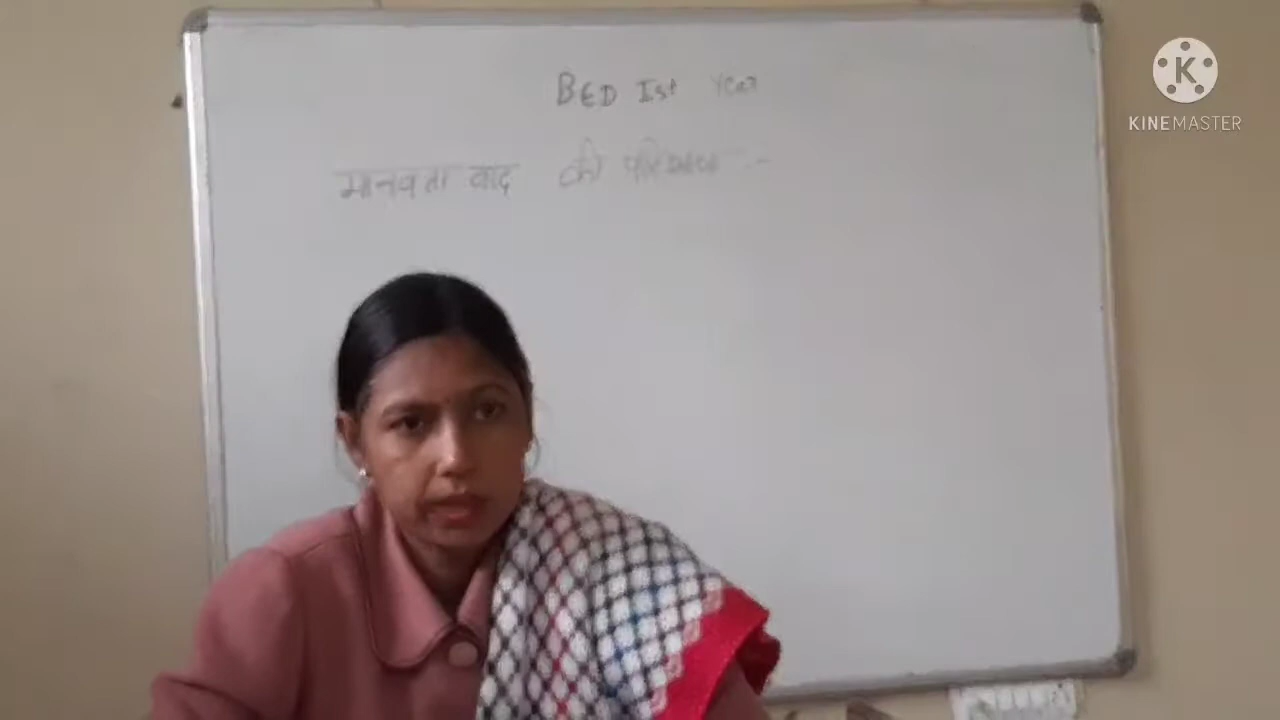 BED Ist Year
मानवता वाद की परिभाषा :-
KINEMASTER